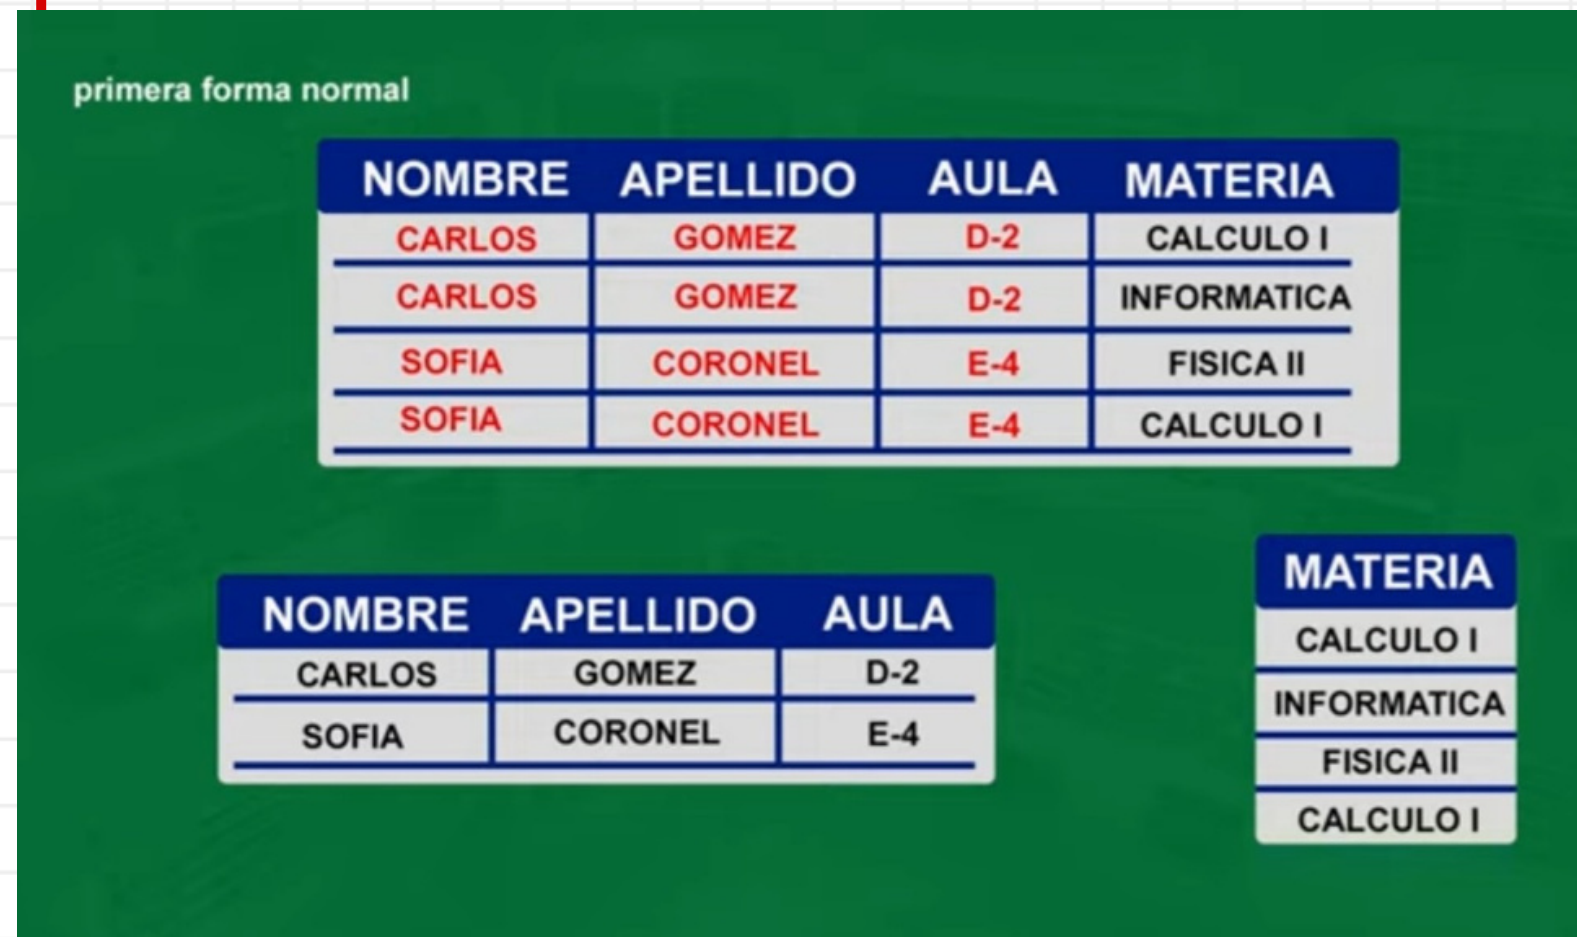 primera forma normal
NOMBRE APELLIDO AULA MATERIA
CARLOS GOMEZ D-2 CALCULO I
CARLOS GOMEZ D-2 INFORMATICA
SOFIA CORONEL E-4 FISICA II
SOFIA CORONEL E-4 CALCULO I
NOMBRE APELLIDO AULA
CARLOS GOMEZ D-2
SOFIA CORONEL E-4
MATERIA
CALCULO I
INFORMATICA
FISICA II
CALCULO I